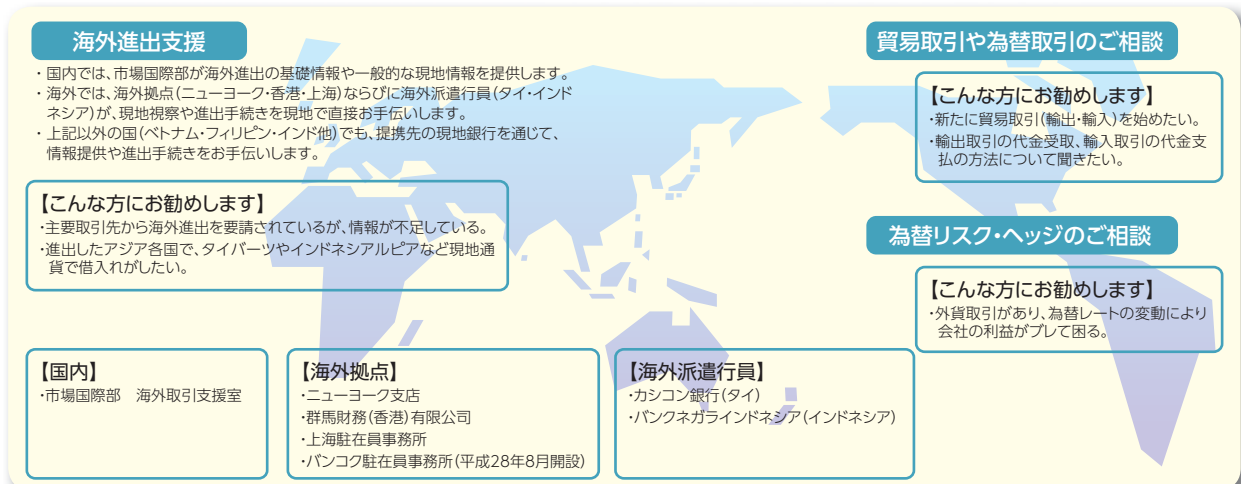 海外進出支援
・国内では、市場国際部が海外進出の基礎情報や一般的な現地情報を提供します。
・海外では、海外拠点(ニューヨーク・香港・上海)ならびに海外派遣行員(タイ・インド
ネシア)が、現地視察や進出手続きを現地で直接お手伝いします。
・上記以外の国(ベトナム・フィリピン・インド他)でも、提携先の現地銀行を通じて、
情報提供や進出手続きをお手伝いします。
【こんな方にお勧めします】
・主要取引先から海外進出を要請されているが、情報が不足している。
・進出したアジア各国で、タイバーツやインドネシアルピアなど現地通
貨で借入れがしたい。
貿易取引や為替取引のご相談
【こんな方にお勧めします】
・新たに貿易取引(輸出・輸入)を始めたい。
・輸出取引の代金受取、輸入取引の代金支
払の方法について聞きたい。
為替リスク・ヘッジのご相談
【こんな方にお勧めします】
・外貨取引があり、為替レートの変動により
会社の利益がブレて困る。
【国内】
・市場国際部 海外取引支援室
【海外拠点】
・ニューヨーク支店
・群馬財務(香港)有限公司
・上海駐在員事務所
・バンコク駐在員事務所(平成28年8月開設)
【海外派遣行員】
・カシコン銀行(タイ)
・バンクネガラインドネシア(インドネシア)